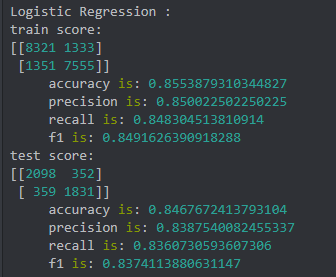 Logistic Regression :
train score:
[[8321 1333]
 [1351 7555]]
    accuracy is: 0.8553879310344827
    precision is: 0.850022502250225
    recall is: 0.848304513810914
    f1 is: 0.8491626390918288
test score:
[[2098  352]
 [ 359 1831]]
    accuracy is: 0.8467672413793104
    precision is: 0.8387540082455337
    recall is: 0.8360730593607306
    f1 is: 0.8374113880631147